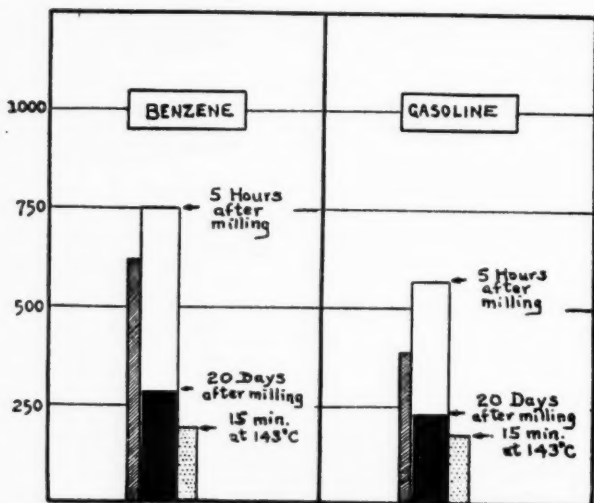 BENZENE
GASOLINE
1000
750
500
250
5 Hours
after
milling
20 Days
after milling
15 min.
at 143°C
5 Hours
after
milling
20 Days
after milling
15 min.
at 143°C